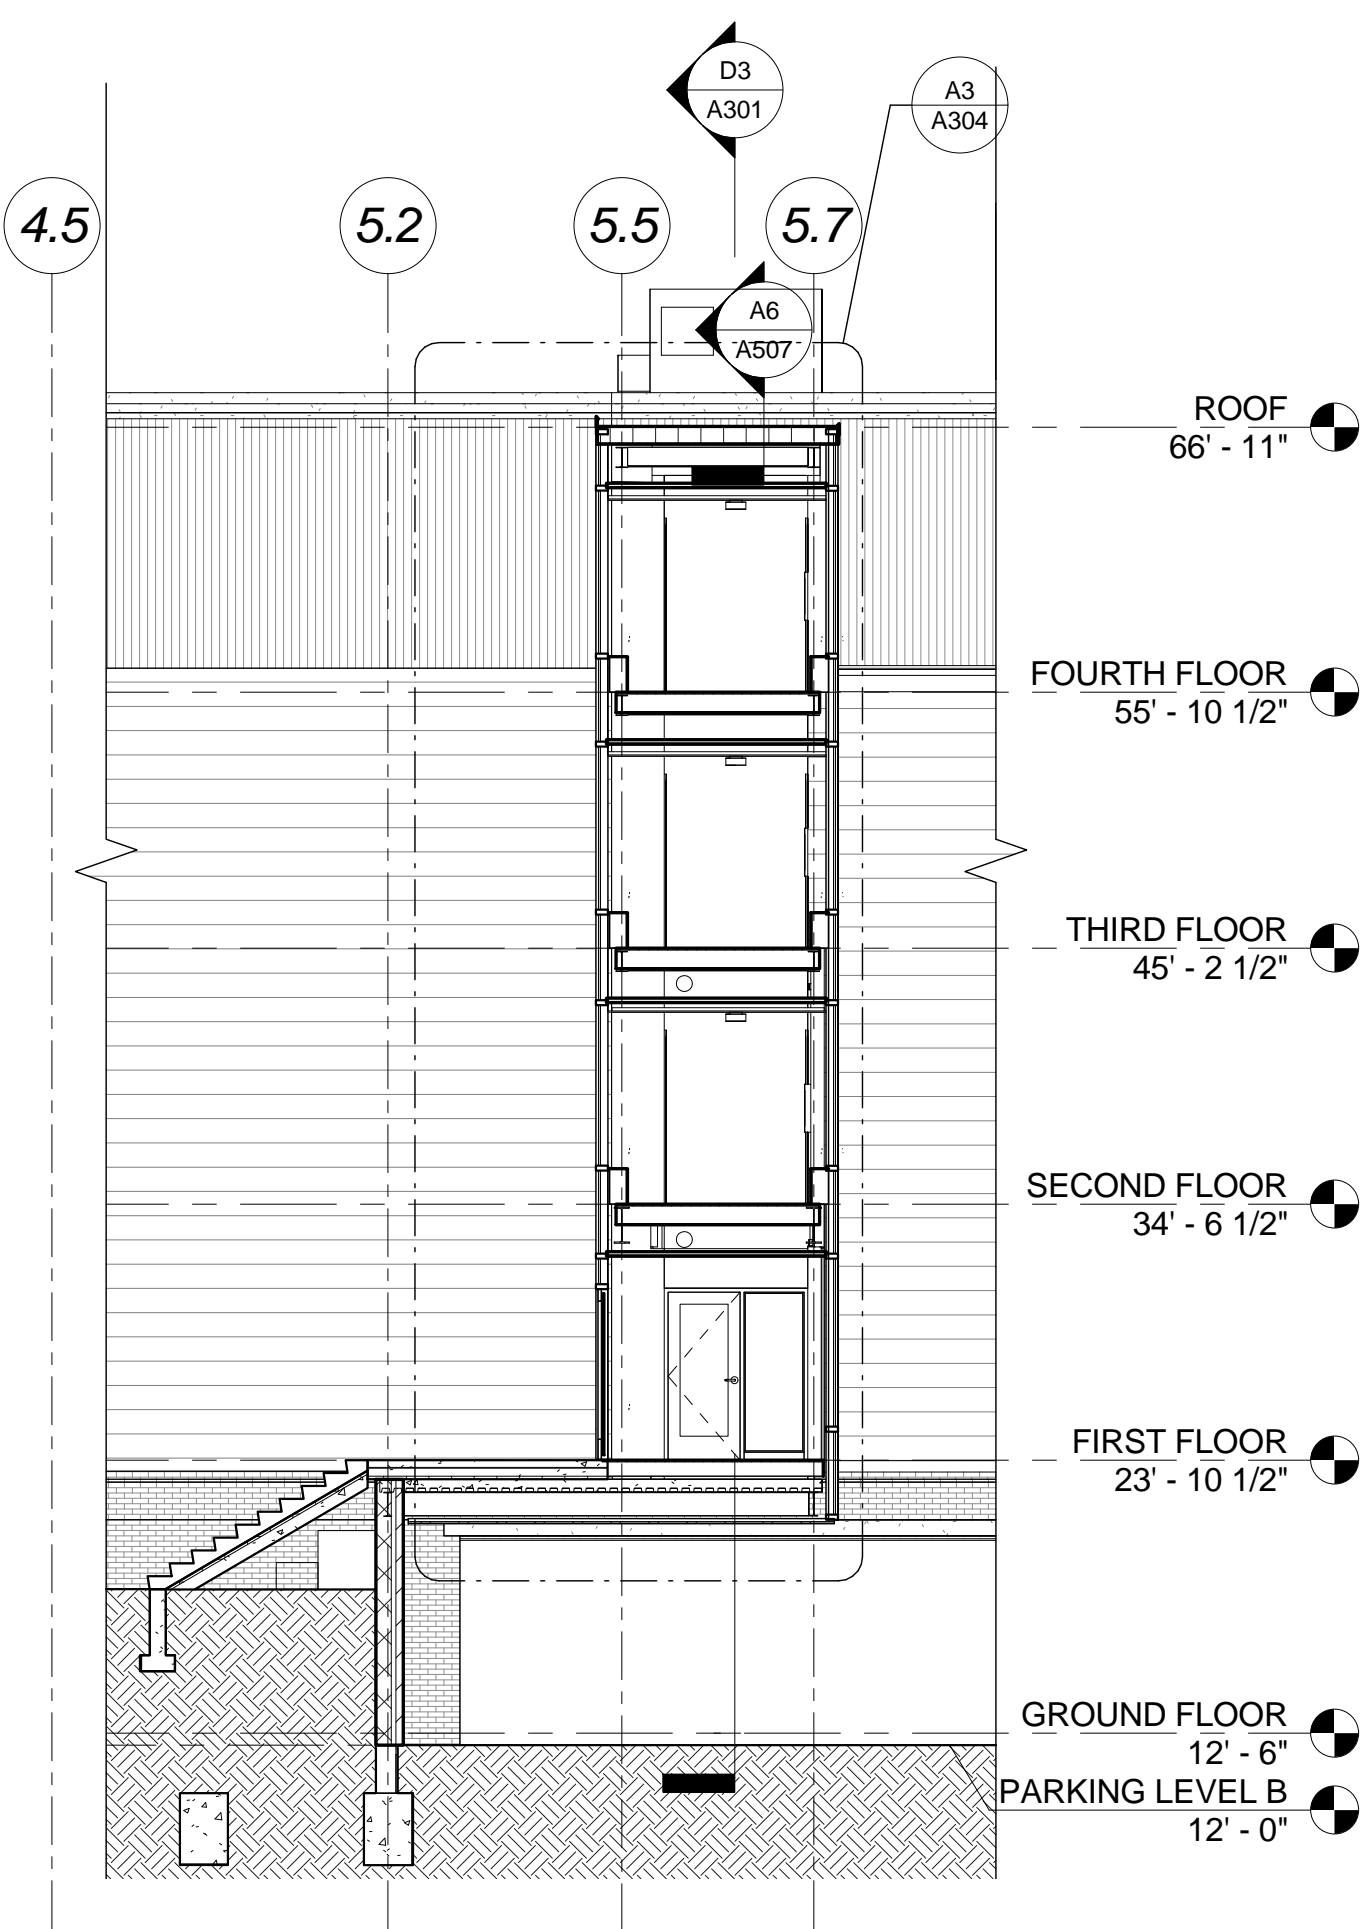 D3
A301
A3
A304
4.5
5.2
5.5
5.7
A6
A507
ROOF
66' - 11"
FOURTH FLOOR
55' - 10 1/2"
THIRD FLOOR
45' - 2 1/2"
SECOND FLOOR
34' - 6 1/2"
FIRST FLOOR
23' - 10 1/2"
GROUND FLOOR
12' - 6"
PARKING LEVEL B
12' - 0"